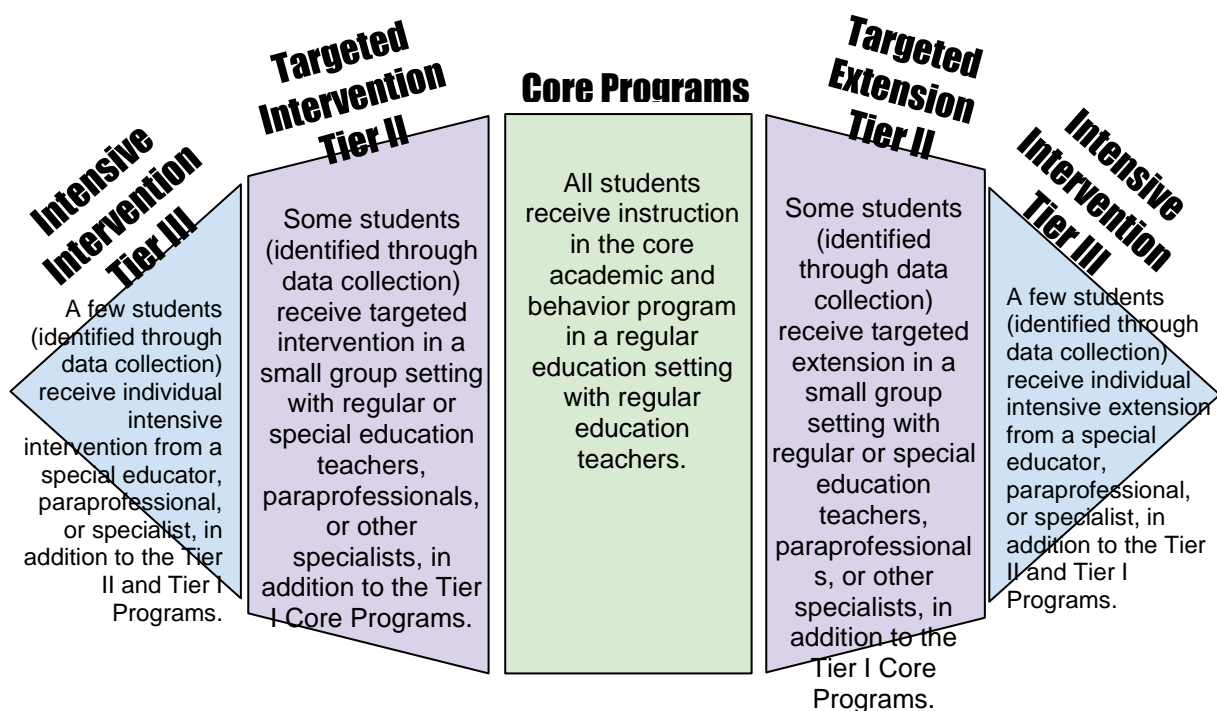 Intensive
Intervention
Tier III
A few students
(identified through
data collection)
receive individual
intensive
intervention from a
special educator,
paraprofessional,
or specialist, in
addition to the Tier
II and Tier I
Programs.
Targeted
Intervention
Tier II
Some students
(identified through
data collection)
receive targeted
intervention in a
small group setting
with regular or
special education
teachers,
paraprofessionals,
or other
specialists, in
addition to the Tier
I Core Programs.
Core Programs
All students
receive instruction
in the core
academic and
behavior program
in a regular
education setting
with regular
education
teachers.
Targeted
Extension
Tier II
Some students
(identified
through data
collection)
receive targeted
extension in a
small group
setting with
regular or special
education
teachers,
paraprofessional
s, or other
specialists, in
addition to the
Tier I Core
Programs.
Intensive
Intervention
Tier III
A few students
(identified through
data collection)
receive individual
intensive extension
from a special
educator,
paraprofessional,
or specialist, in
addition to the Tier
II and Tier I
Programs.